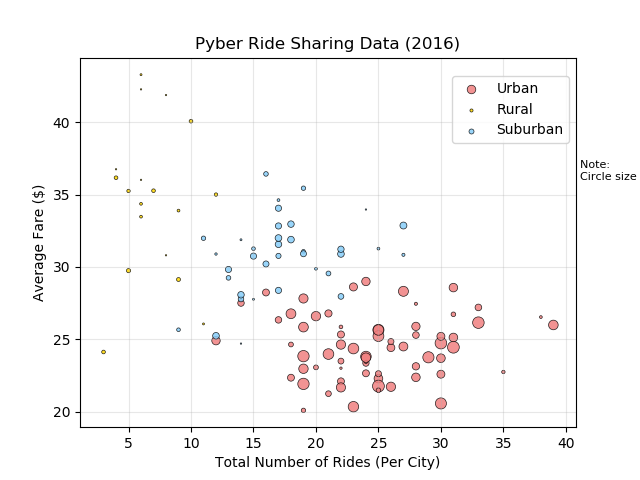 Pyber Ride Sharing Data (2016)
Urban
Rural
Suburban
Note:
Circle size
Average Fare ($)
40
35
30
25
20
5 10 15 20 25 30 35 40
Total Number of Rides (Per City)